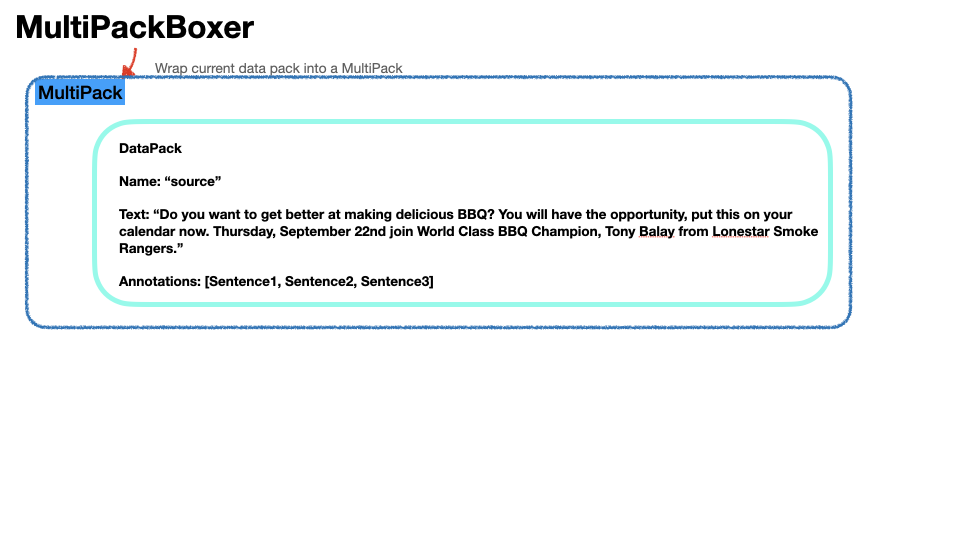 MultiPackBoxer
Wrap current data pack into a MultiPack
MultiPack
DataPack
Name: “source”
Text: “Do you want to get better at making delicious BBQ? You will have the opportunity, put this on your
calendar now. Thursday, September 22nd join World Class BBQ Champion, Tony Balay from Lonestar Smoke
Rangers.”
Annotations: [Sentence1, Sentence2, Sentence3]